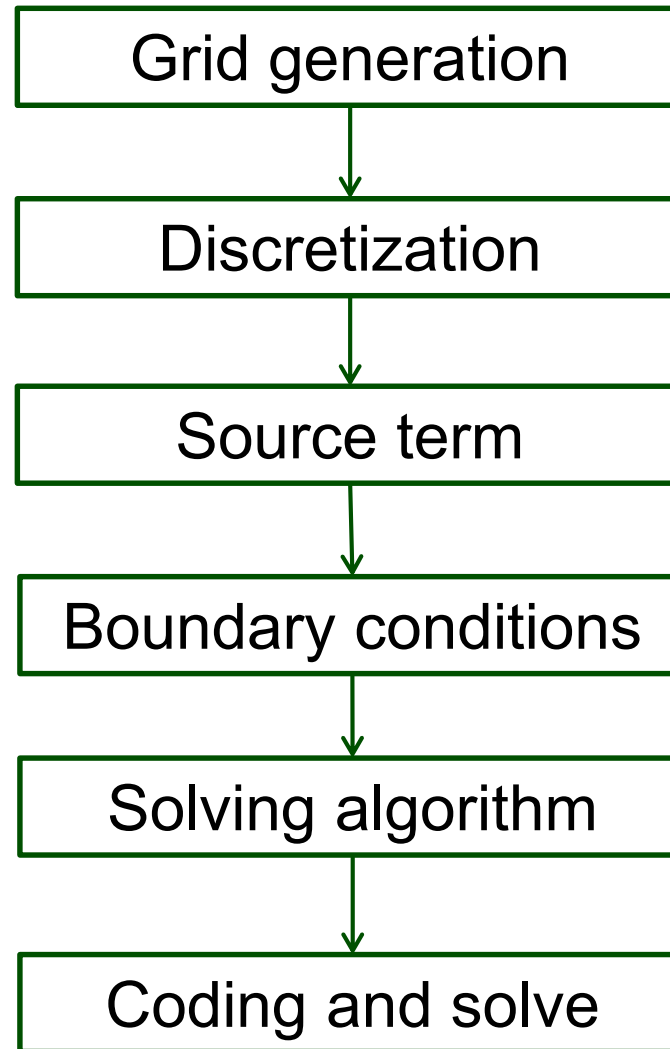 Grid generation
Discretization
Source term
Boundary conditions
Solving algorithm
Coding and solve